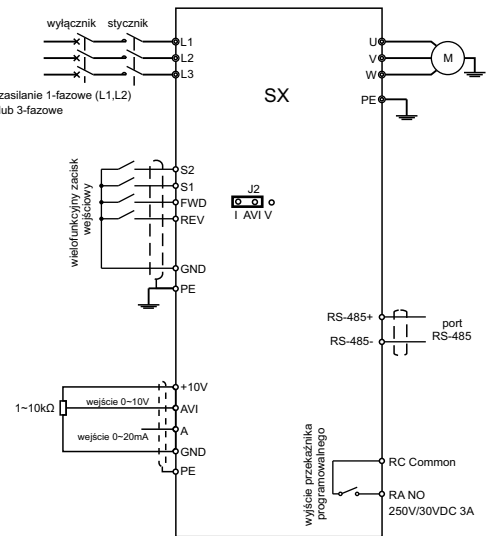 wyłącznik stycznik
L1
L2
L3
zasilanie 1-fazowe (L1,L2)
lub 3-fazowe
SX
U
V
W
PE
M
wielofunkcyjny zacisk
wejściowy
S2
S1
FWD
REV
GND
PE
J2
I AVI V
RS-485+
RS-485-
port
RS-485
1~10kΩ
wejście 0~10V
wejście 0~20mA
+10V
AVI
A
GND
PE
wyjście przekaźnika
programowalnego
RC Common
RA NO
250V/30VDC 3A